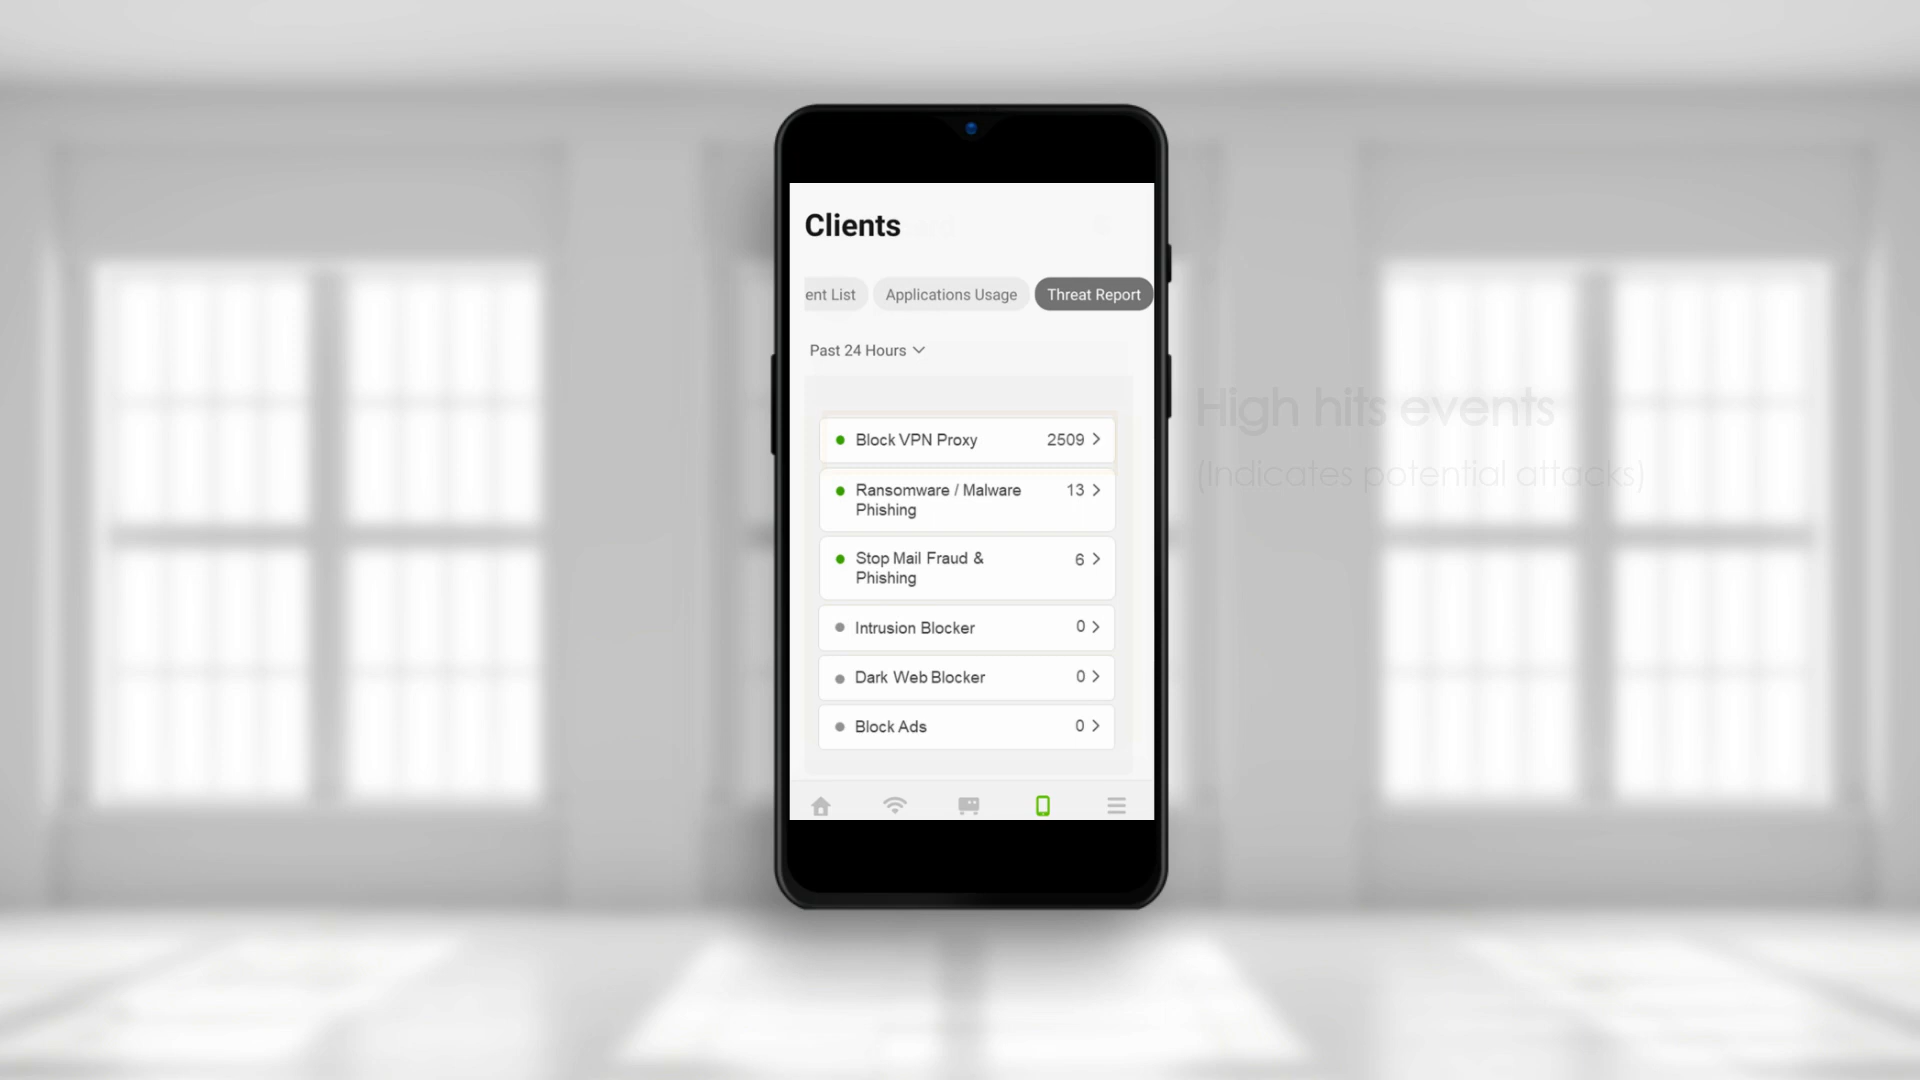 Clients
ent List Applications Usage Threat Report
Past 24 Hours
Block VPN Proxy 2509
Ransomware / Malware 13
Phishing
Stop Mail Fraud & 6
Phishing
Intrusion Blocker 0
Dark Web Blocker 0
Block Ads 0
High hits events
(Indicates potential attacks)